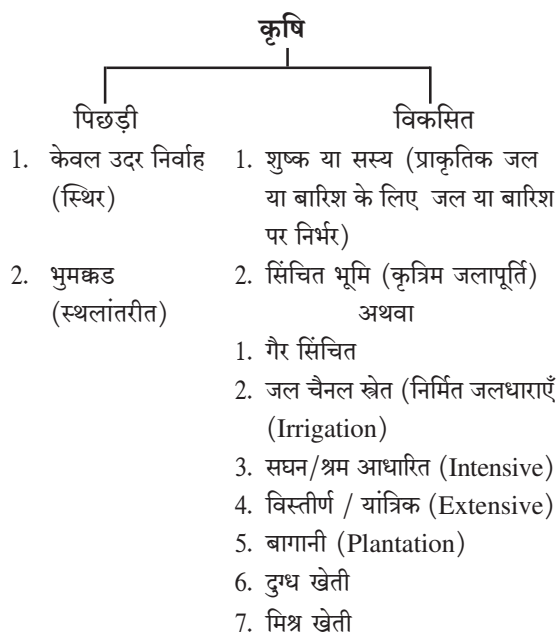 कृषि
पिछड़ी
1. केवल उदर निर्वाह
(स्थिर)
2. भुमक्कड
(स्थलांतरीत)
विकसित
1. शुष्क या सस्य (प्राकृतिक जल
या बारिश के लिए जल या बारिश
पर निर्भर)
2. सिंचित भूमि (कृत्रिम जलापूर्ति)
अथवा
1. गैर सिंचित
2. जल चैनल स्त्रेत (निर्मित जलधाराएँ
(Irrigation)
3. सघन/श्रम आधारित (Intensive)
4. विस्तीर्ण / यांत्रिक (Extensive)
5. बागानी (Plantation)
6. दुग्ध खेती
7. मिश्र खेती